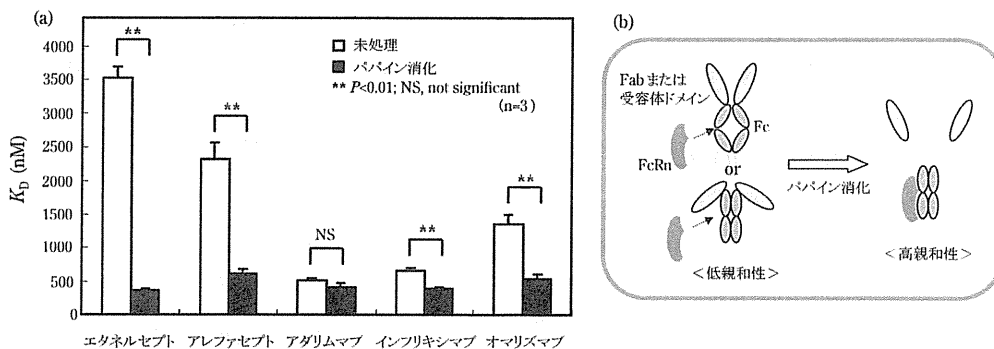 (a)
K_D (nM)
4000
3500
3000
2500
2000
1500
1000
500
0
**
**
NS
**
**
未処理
パパイン消化
** P<0.01; NS, not significant
(n=3)
エタネルセプト アレファセプト アダリムマブ インフリキシマブ オマリズマブ
(b)
Fabまたは
受容体ドメイン
Fc
FcRn
or
パパイン消化
<低親和性>
<高親和性>